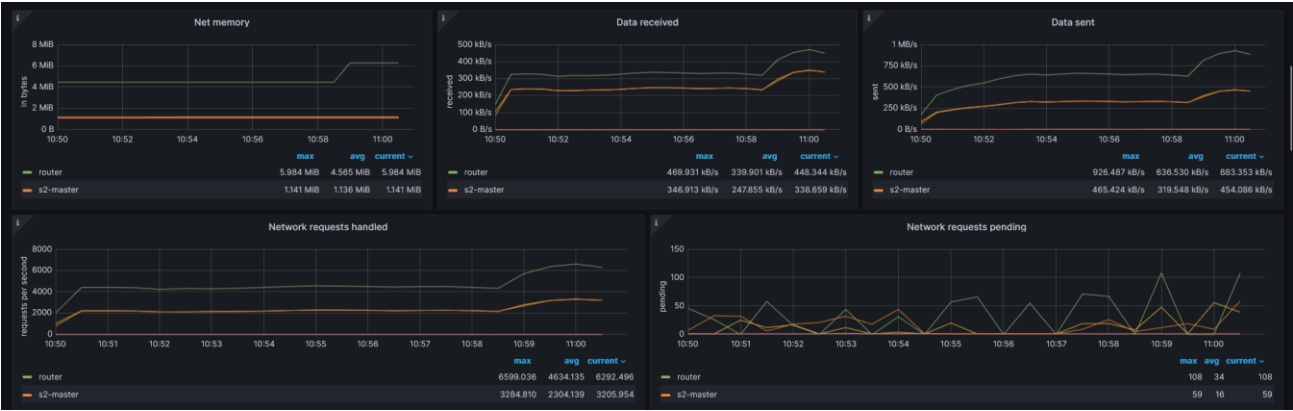 Net memory
8 MiB
6 MiB
4 MiB
2 MiB
0 B
in bytes
10:50 10:52 10:54 10:56 10:58 11:00
max avg current
router 5.984 MiB 4.565 MiB 5.984 MiB
s2-master 1.141 MiB 1.136 MiB 1.141 MiB
Data received
500 kB/s
400 kB/s
300 kB/s
200 kB/s
100 kB/s
0 B/s
received
10:50 10:52 10:54 10:56 10:58 11:00
max avg current
router 469.931 kB/s 339.901 kB/s 448.344 kB/s
s2-master 346.913 kB/s 247.855 kB/s 338.659 kB/s
Data sent
1 MB/s
750 kB/s
500 kB/s
250 kB/s
0 B/s
sent
10:50 10:52 10:54 10:56 10:58 11:00
max avg current
router 926.487 kB/s 636.530 kB/s 883.353 kB/s
s2-master 465.424 kB/s 319.548 kB/s 454.086 kB/s
Network requests handled
8000
6000
4000
2000
0
requests per second
10:50 10:51 10:52 10:53 10:54 10:55 10:56 10:57 10:58 10:59 11:00
max avg current
router 6599.036 4634.135 6292.496
s2-master 3284.810 2304.139 3205.954
Network requests pending
150
100
50
0
pending
10:50 10:51 10:52 10:53 10:54 10:55 10:56 10:57 10:58 10:59 11:00
max avg current
router 108 34 108
s2-master 59 16 59